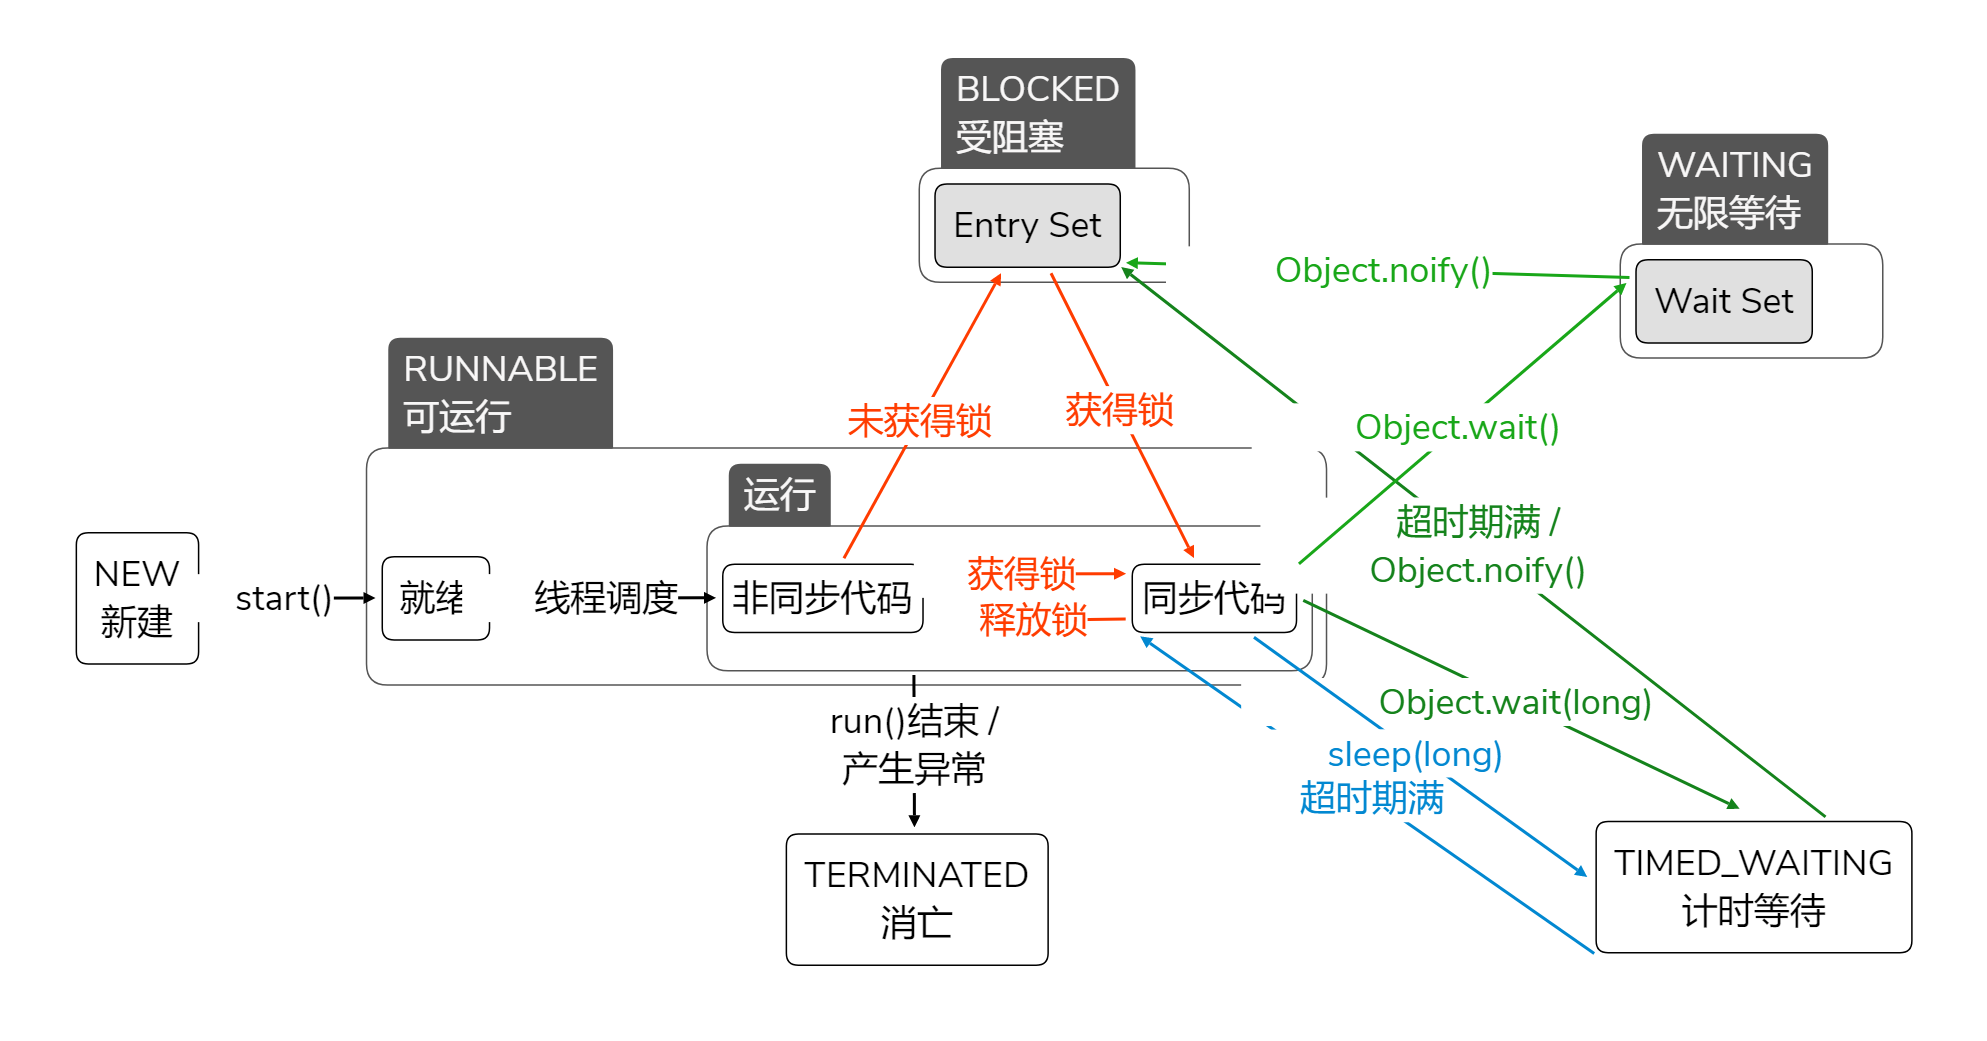 BLOCKED
受阻塞
Entry Set
WAITING
无限等待
Wait Set
Object.noify()
RUNNABLE
可运行
未获得锁
获得锁
Object.wait()
运行
超时期满 /
Object.noify()
NEW
新建
start()
就绪
线程调度
非同步代码
获得锁
释放锁
同步代码
Object.wait(long)
run()结束 /
产生异常
sleep(long)
超时期满
TERMINATED
消亡
TIMED_WAITING
计时等待